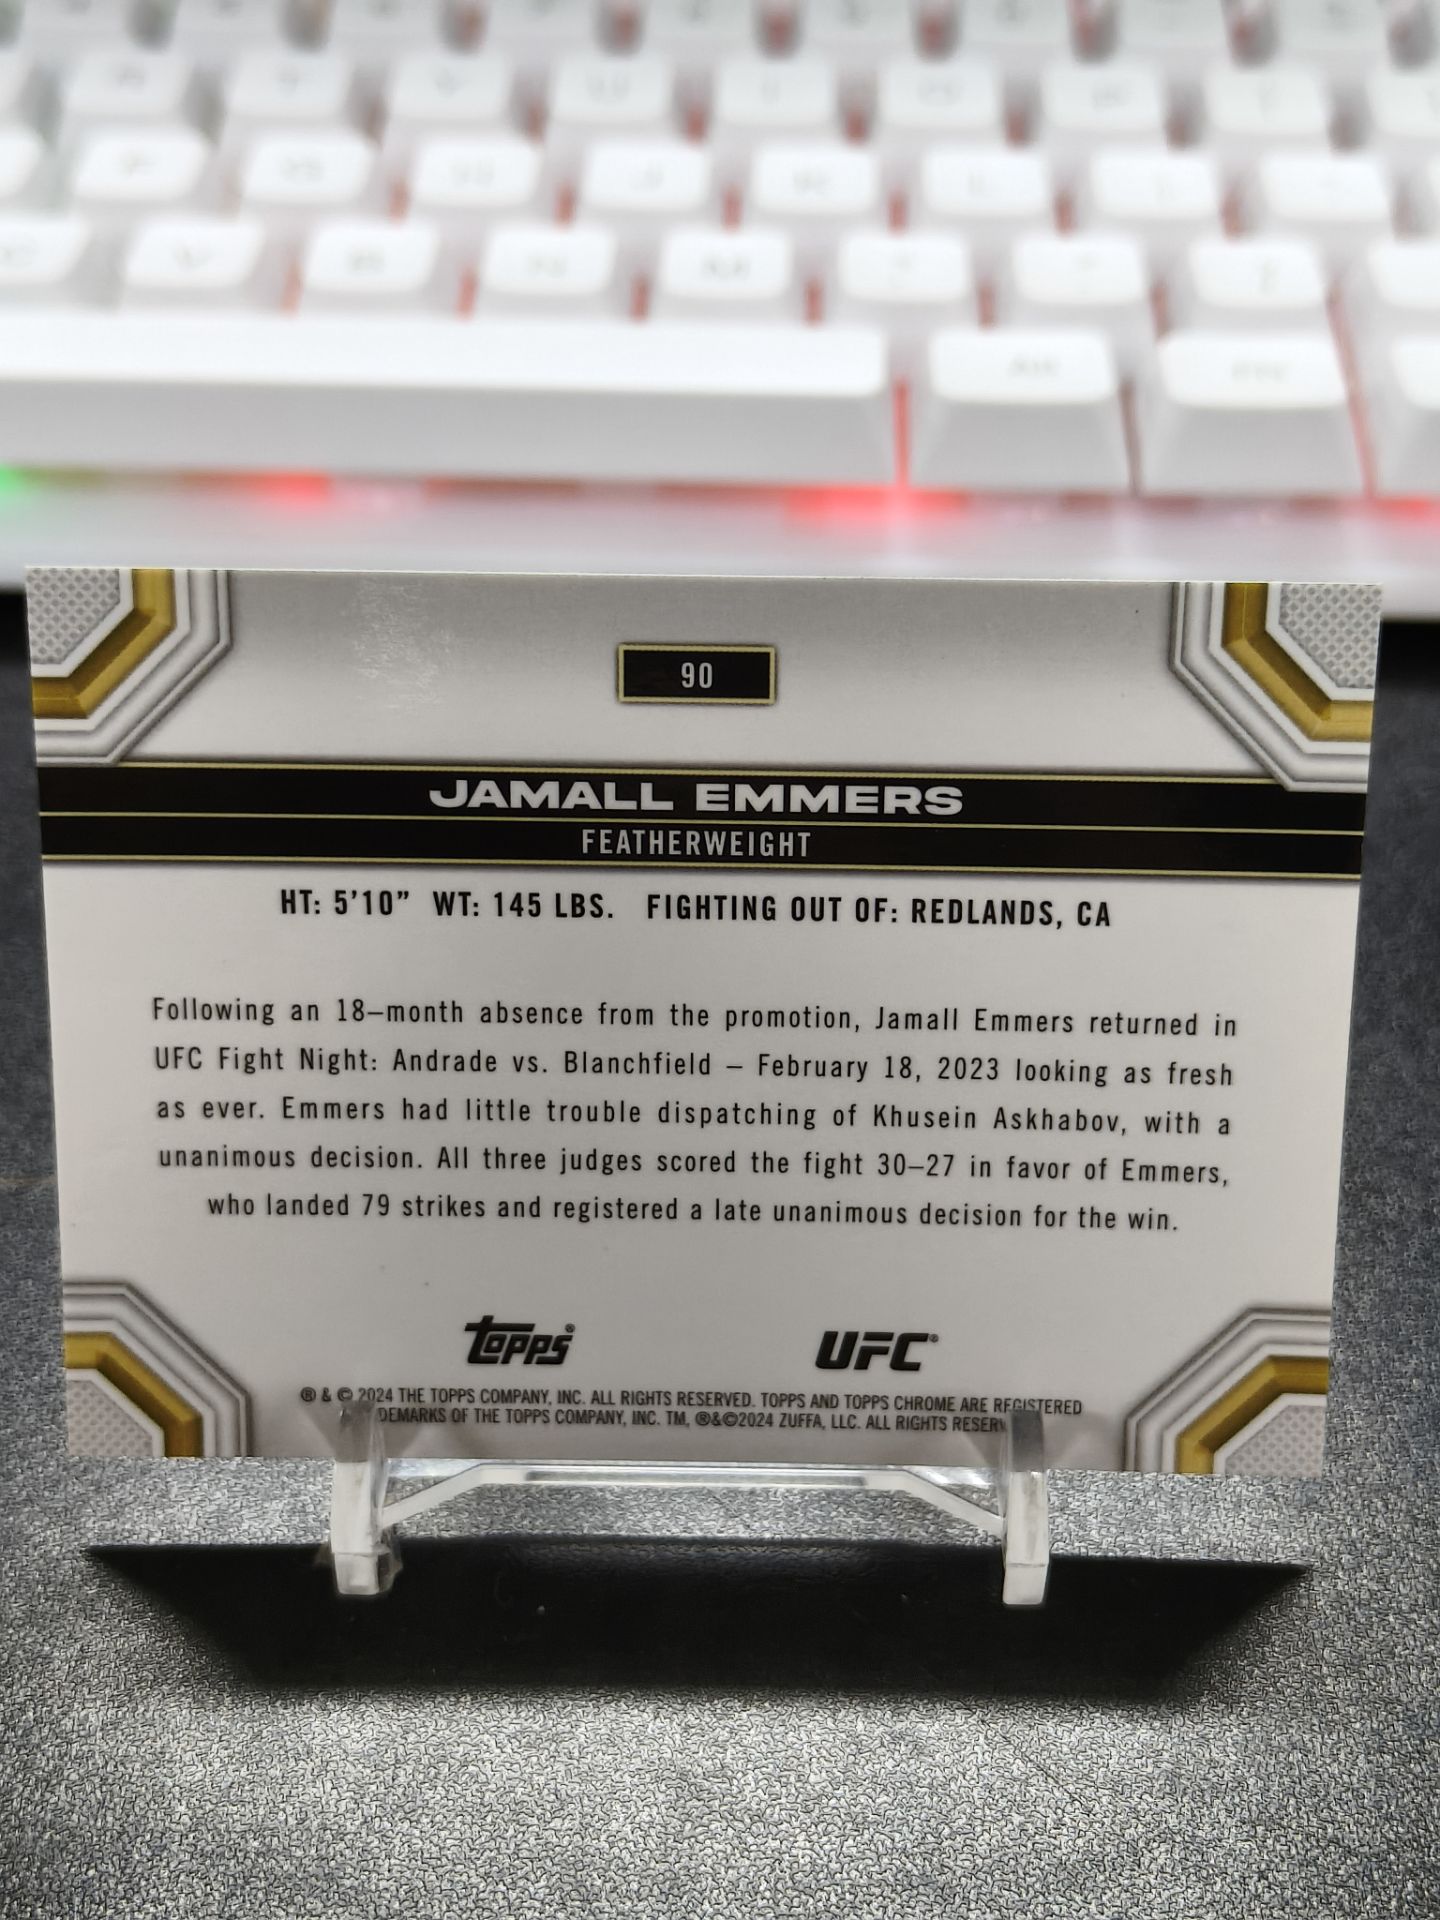 90
JAMALL EMMERS
FEATHERWEIGHT
HT: 5'10" WT: 145 LBS. FIGHTING OUT OF: REDLANDS, CA
Following an 18–month absence from the promotion, Jamall Emmers returned in
UFC Fight Night: Andrade vs. Blanchfield – February 18, 2023 looking as fresh
as ever. Emmers had little trouble dispatching of Khusein Askhabov, with a
unanimous decision. All three judges scored the fight 30–27 in favor of Emmers,
who landed 79 strikes and registered a late unanimous decision for the win.
Topps® UFC®
® & © 2024 THE TOPPS COMPANY, INC. ALL RIGHTS RESERVED. TOPPS AND TOPPS CHROME ARE REGISTERED
DEMARKS OF THE TOPPS COMPANY, INC. TM, ®&©2024 ZUFFA, LLC. ALL RIGHTS RESERV